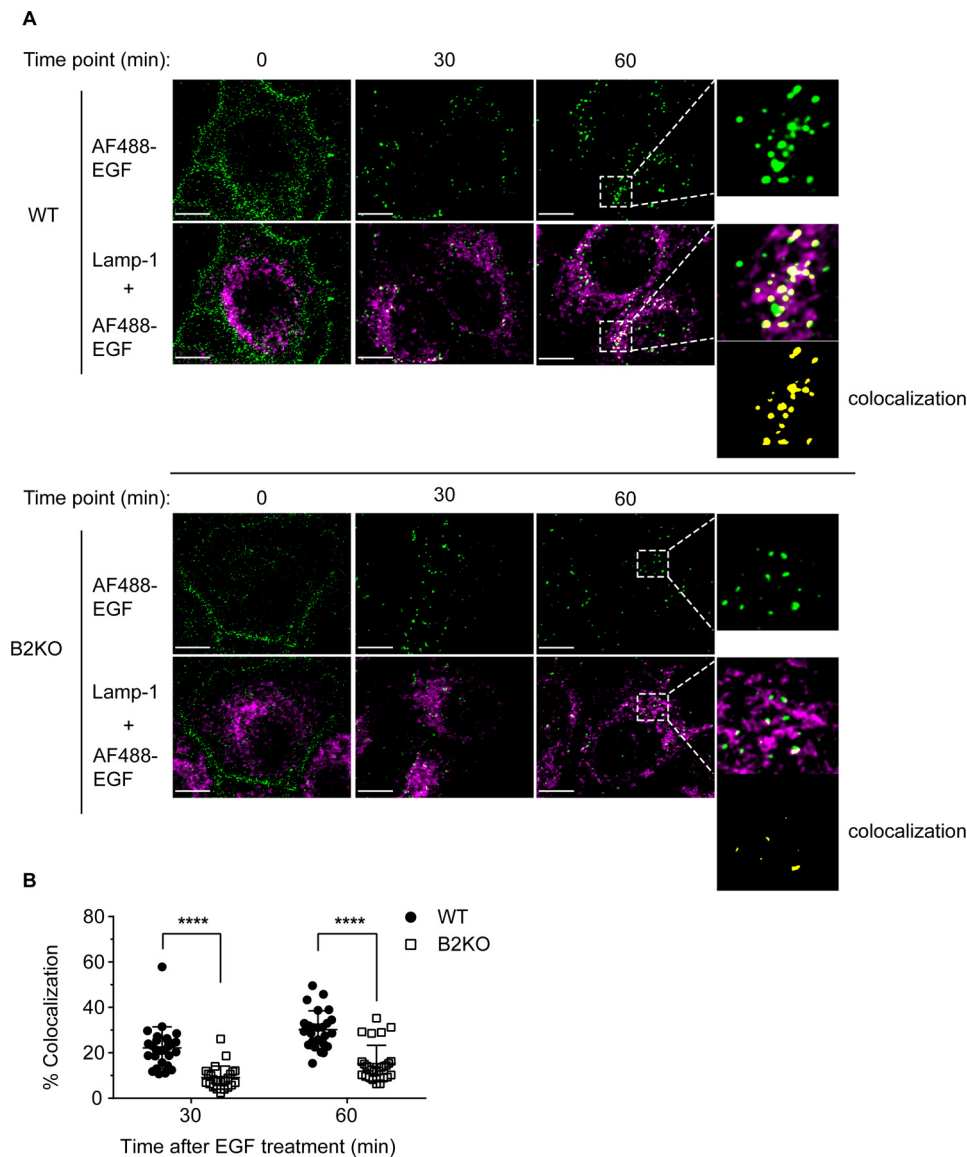 A
Time point (min): 0 30 60
WT
AF488-
EGF
Lamp-1
+
AF488-
EGF
colocalization
Time point (min): 0 30 60
B2KO
AF488-
EGF
Lamp-1
+
AF488-
EGF
colocalization
B
% Colocalization
80
60
40
20
0
**** ****
WT
B2KO
30 60
Time after EGF treatment (min)